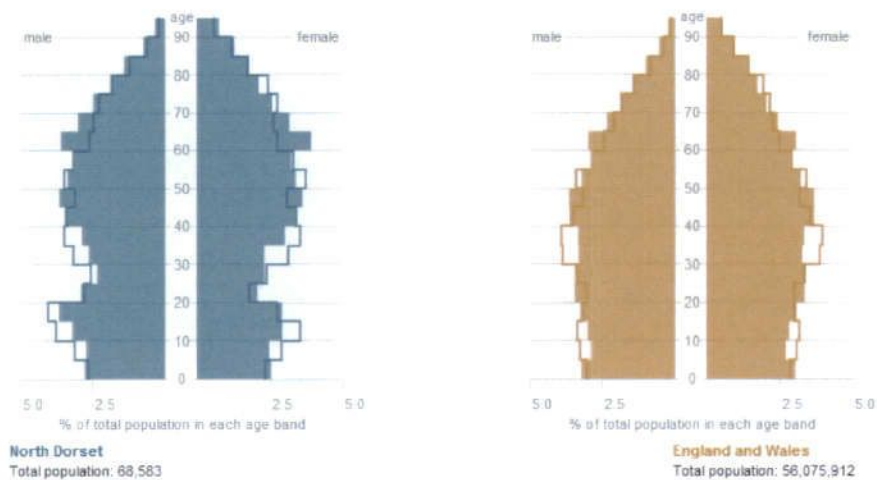 age
male
90
female
80
70
60
50
40
30
20
10
0
5 0
2 5
2 5
5 0
% of total population in each age band
North Dorset
Total population: 68,583
age
male
90
female
80
70
60
50
40
30
20
10
0
5 0
2 5
2 5
5 0
% of total population in each age band
England and Wales
Total population: 56,075,912